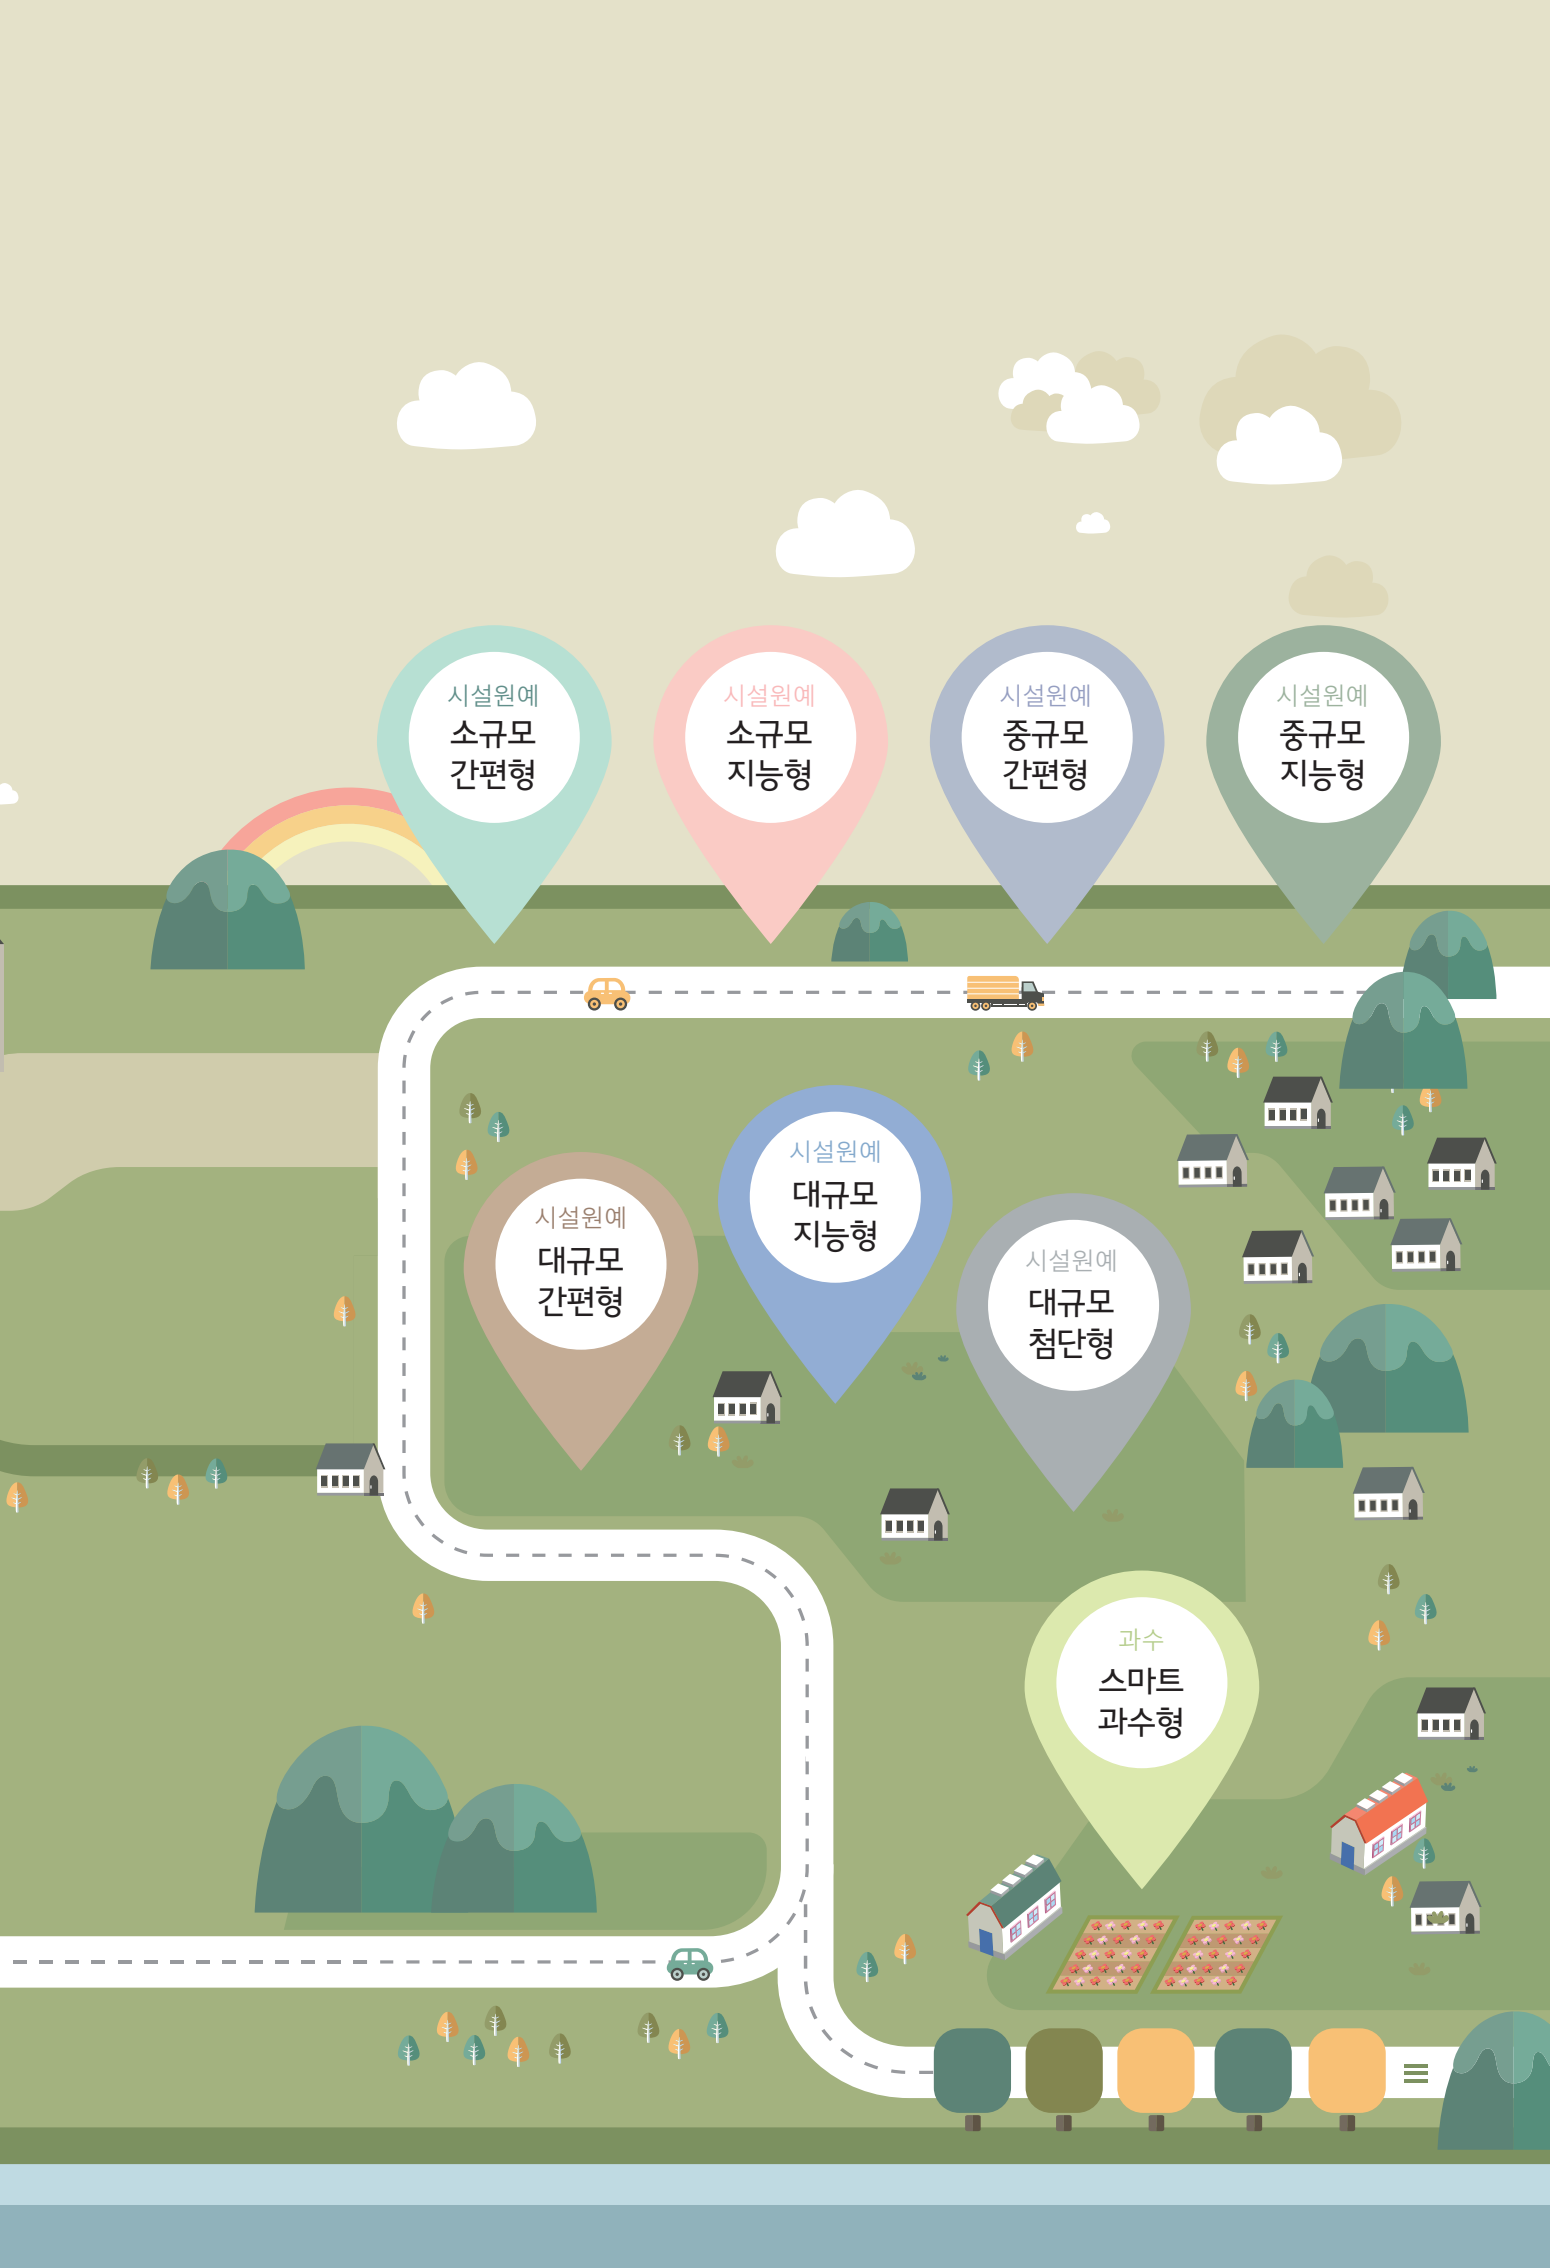 시설원예
소규모
간편형
시설원예
소규모
지능형
시설원예
중규모
간편형
시설원예
중규모
지능형
시설원예
대규모
지능형
시설원예
대규모
간편형
시설원예
대규모
첨단형
과수
스마트
과수형